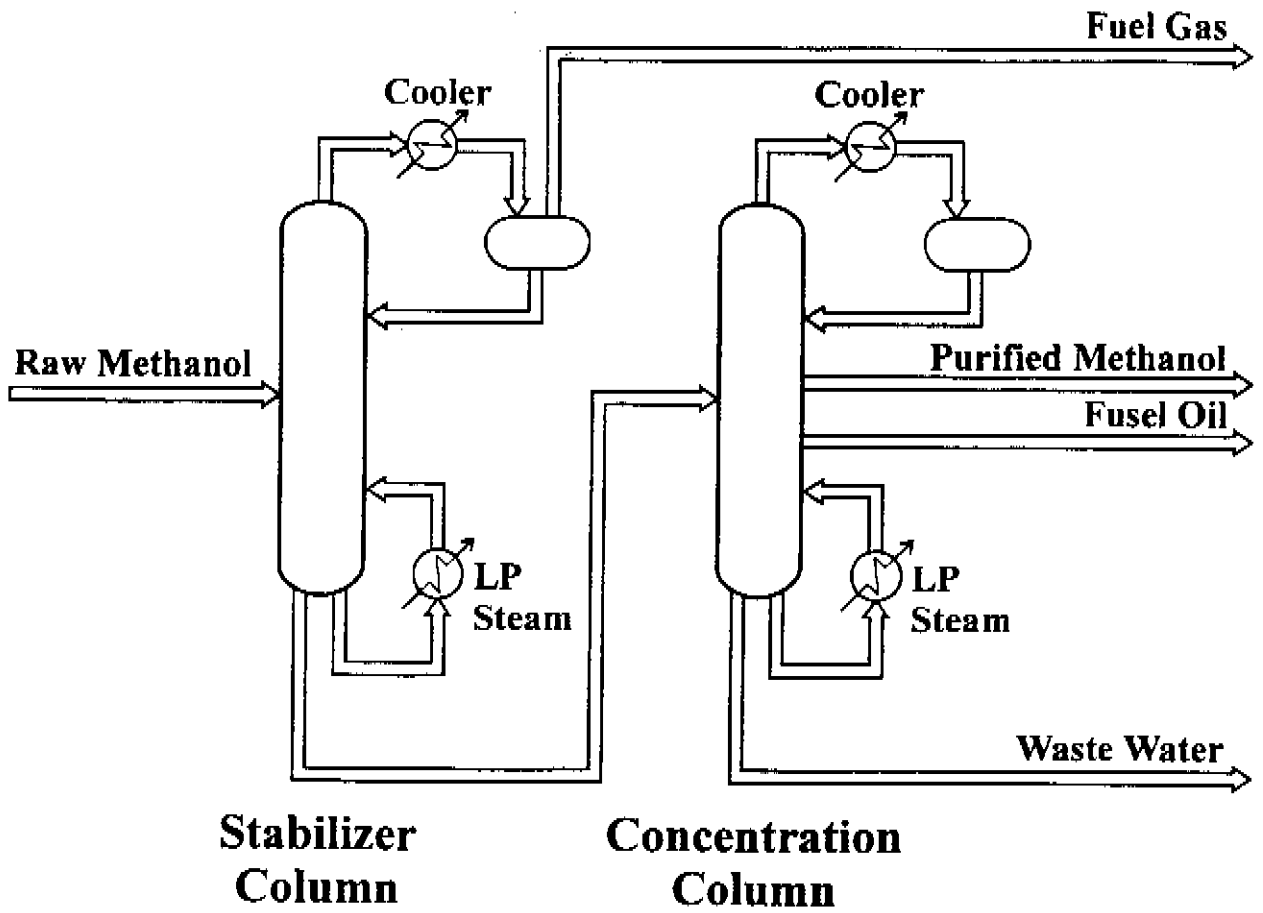 Fuel Gas
Cooler
Cooler
Raw Methanol
Purified Methanol
Fusel Oil
LP
Steam
LP
Steam
Waste Water
Stabilizer
Column
Concentration
Column